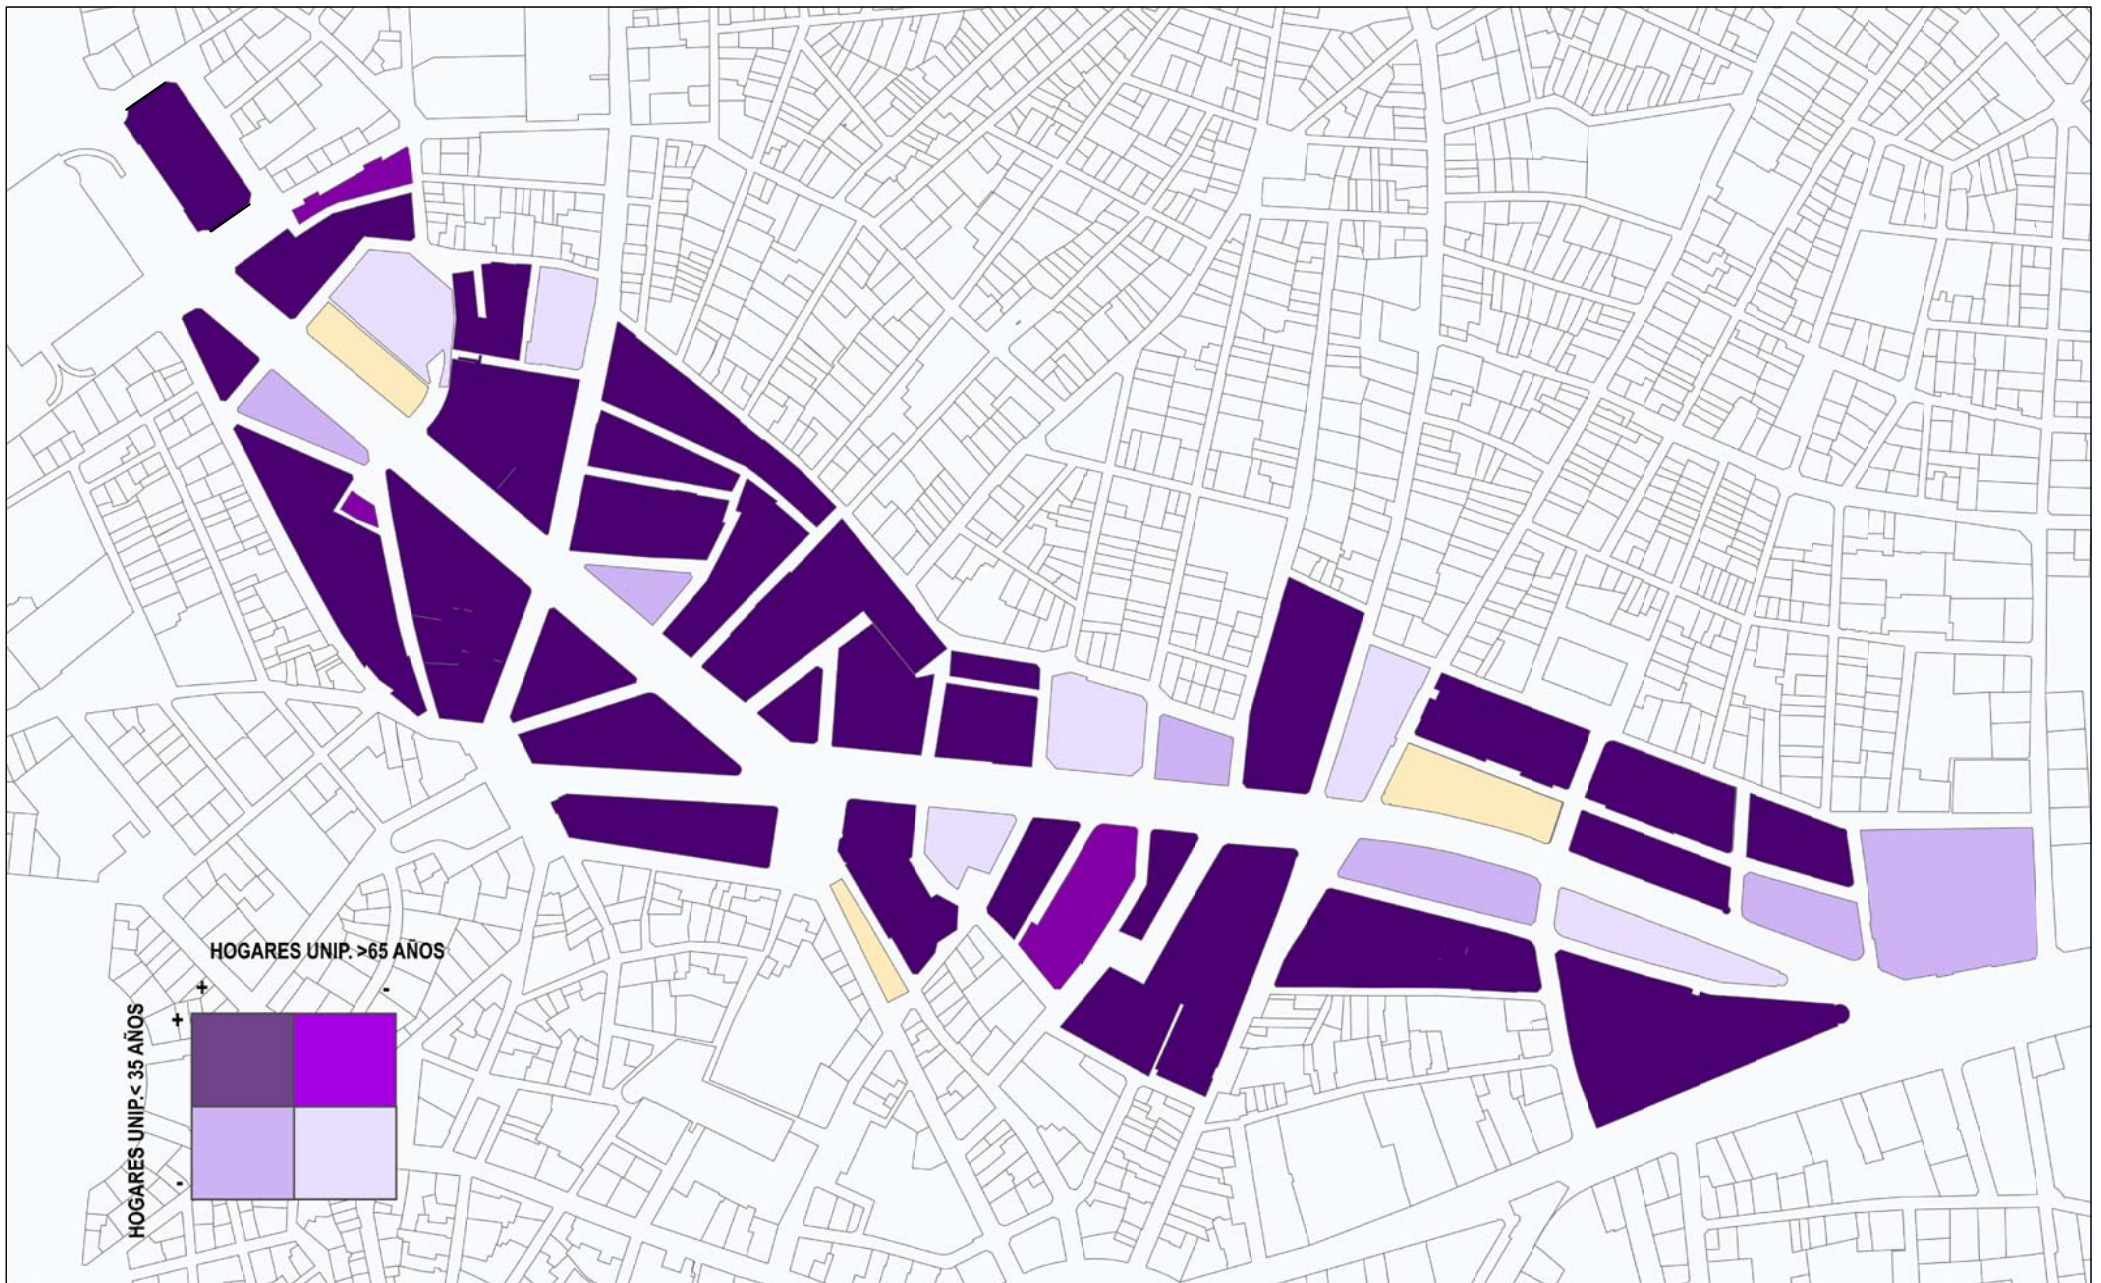 HOGARES UNIP. >65 AÑOS
+ -
+
HOGARES UNIP.< 35 AÑOS
-